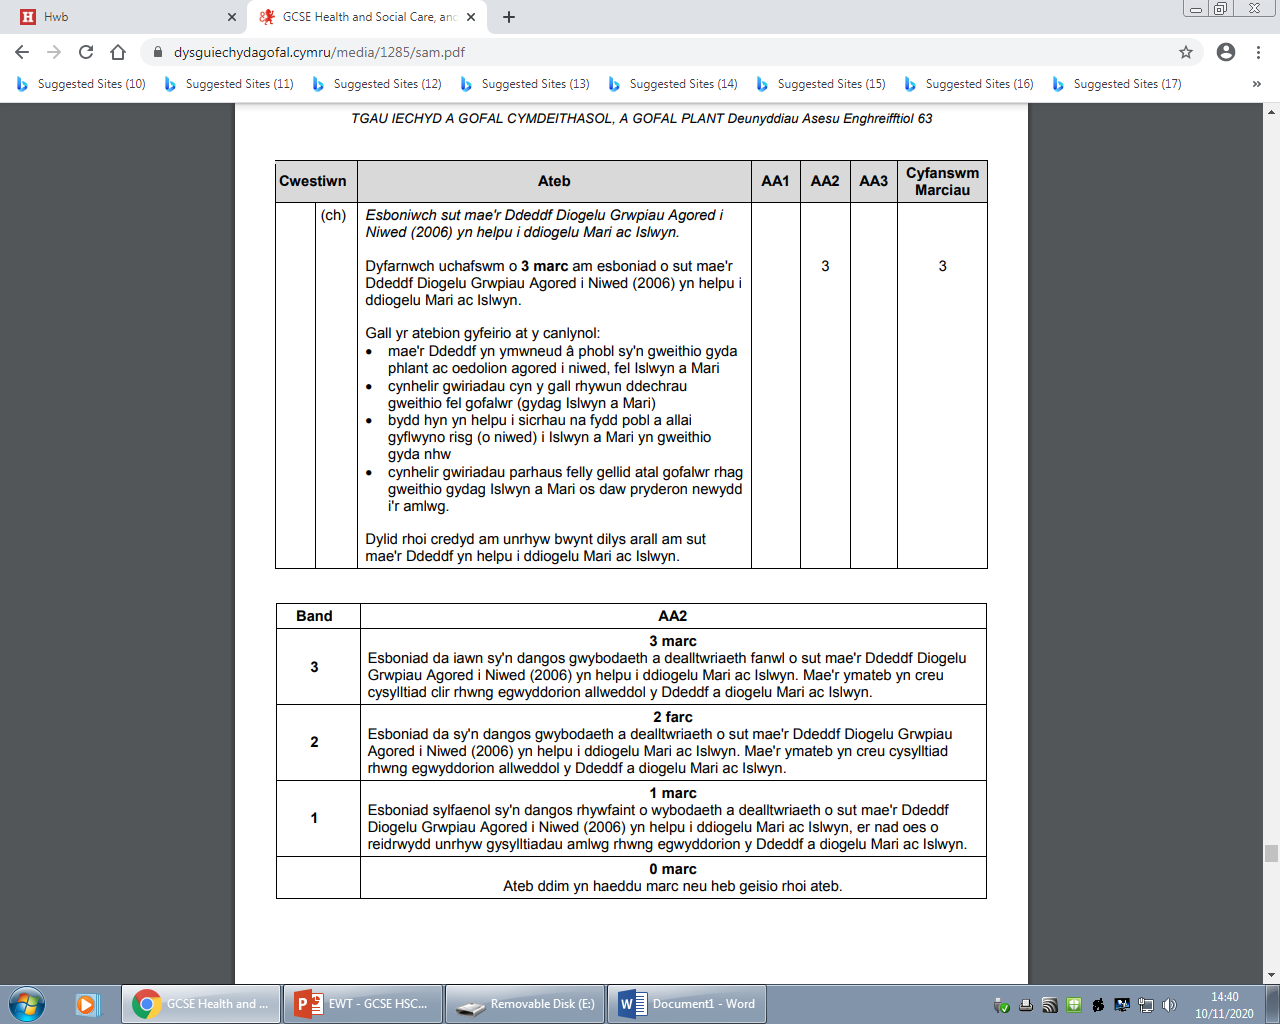 Hwb
GCSE Health and Social Care, and
dysguiechydagofal.cymru/media/1285/sam.pdf
Suggested Sites (10)
Suggested Sites (11)
Suggested Sites (12)
Suggested Sites (13)
Suggested Sites (14)
Suggested Sites (15)
Suggested Sites (16)
Suggested Sites (17)
TGAU IECHYD A GOFAL CYMDEITHASOL, A GOFAL PLANT Deunyddiau Asesu Enghreifftiol 63
Cwestiwn
Ateb
AA1
AA2
AA3
Cyfanswm
Marciau
(ch)
Esboniwch sut mae'r Ddeddf Diogelu Grwpiau Agored i
Niwed (2006) yn helpu i ddiogelu Mari ac Islwyn.
Dyfarnwch uchafswm o 3 marc am esboniad o sut mae'r
Ddeddf Diogelu Grwpiau Agored i Niwed (2006) yn helpu i
ddiogelu Mari ac Islwyn.
3
3
Gall yr atebion gyfeirio at y canlynol:
• mae'r Ddeddf yn ymwneud â phobl sy'n gweithio gyda
phlant ac oedolion agored i niwed, fel Islwyn a Mari
• cynhelir gwiriadau cyn y gall rhywun ddechrau
gweithio fel gofalwr (gydag Islwyn a Mari)
• bydd hyn yn helpu i sicrhau na fydd pobl a allai
gyflwyno risg (o niwed) i Islwyn a Mari yn gweithio
gyda nhw
• cynhelir gwiriadau parhaus felly gellid atal gofalwr rhag
gweithio gydag Islwyn a Mari os daw pryderon newydd
i'r amlwg.
Dylid rhoi credyd am unrhyw bwynt dilys arall am sut
mae'r Ddeddf yn helpu i ddiogelu Mari ac Islwyn.
Band
AA2
3
3 marc
Esboniad da iawn sy'n dangos gwybodaeth a dealltwriaeth fanwl o sut mae'r Ddeddf Diogelu
Grwpiau Agored i Niwed (2006) yn helpu i ddiogelu Mari ac Islwyn. Mae'r ymateb yn creu
cysylltiad clir rhwng egwyddorion allweddol y Ddeddf a diogelu Mari ac Islwyn.
2
2 farc
Esboniad da sy'n dangos gwybodaeth a dealltwriaeth o sut mae'r Ddeddf Diogelu Grwpiau
Agored i Niwed (2006) yn helpu i ddiogelu Mari ac Islwyn. Mae'r ymateb yn creu cysylltiad
rhwng egwyddorion allweddol y Ddeddf a diogelu Mari ac Islwyn.
1
1 marc
Esboniad sylfaenol sy'n dangos rhywfaint o wybodaeth a dealltwriaeth o sut mae'r Ddeddf
Diogelu Grwpiau Agored i Niwed (2006) yn helpu i ddiogelu Mari ac Islwyn, er nad oes o
reidrwydd unrhyw gysylltiadau amlwg rhwng egwyddorion y Ddeddf a diogelu Mari ac Islwyn.
0 marc
Ateb ddim yn haeddu marc neu heb geisio rhoi ateb.
GCSE Health and ...
EWT - GCSE HSC...
Removable Disk (E:)
Document1 - Word
14:40
10/11/2020